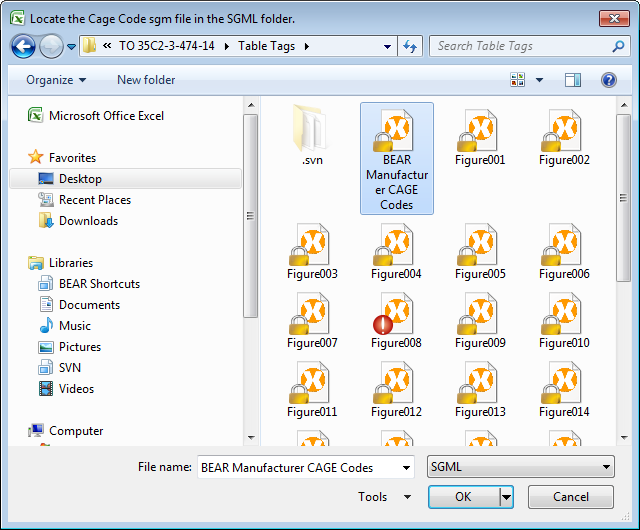 Locate the Cage Code sgm file in the SGML folder.
« TO 35C2-3-474-14 Table Tags Search Table Tags
Organize New folder
Microsoft Office Excel
Favorites
Desktop
Recent Places
Downloads
Libraries
BEAR Shortcuts
Documents
Music
Pictures
SVN
Videos
Computer
.svn
BEAR
Manufactur
er CAGE
Codes
Figure001
Figure002
Figure003
Figure004
Figure005
Figure006
Figure007
Figure008
Figure009
Figure010
Figure011
Figure012
Figure013
Figure014
File name: BEAR Manufacturer CAGE Codes SGML
Tools OK Cancel